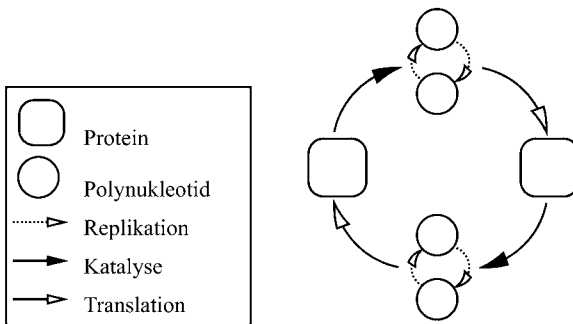 Protein
Polynukleotid
Replikation
Katalyse
Translation